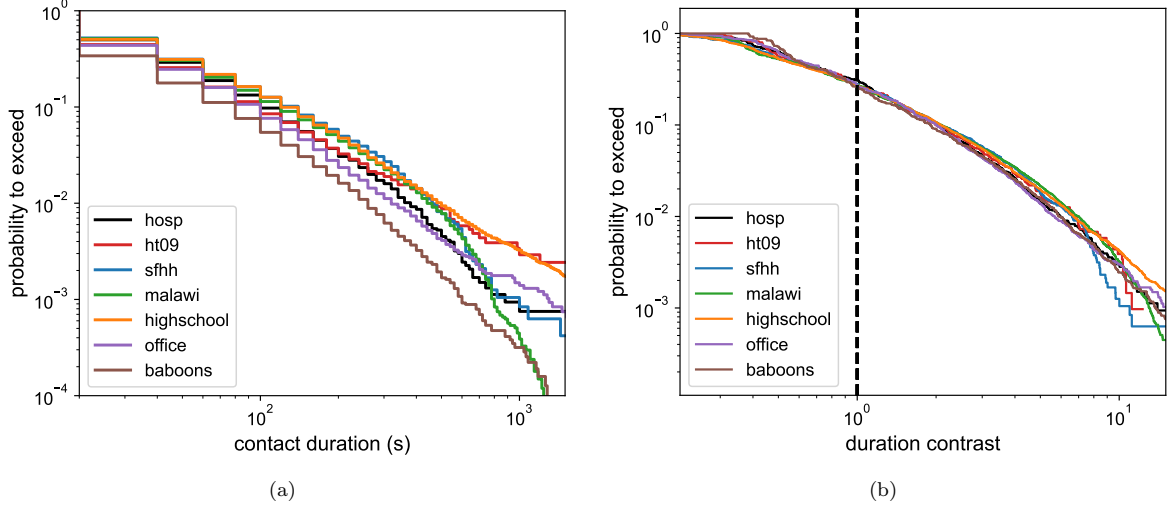 10^0
10^-1
10^-2
10^-3
10^-4
probability to exceed
hosp
ht09
sfhh
malawi
highschool
office
baboons
10^2
10^3
contact duration (s)
(a)
10^0
10^-1
10^-2
10^-3
probability to exceed
hosp
ht09
sfhh
malawi
highschool
office
baboons
10^0
10^1
duration contrast
(b)